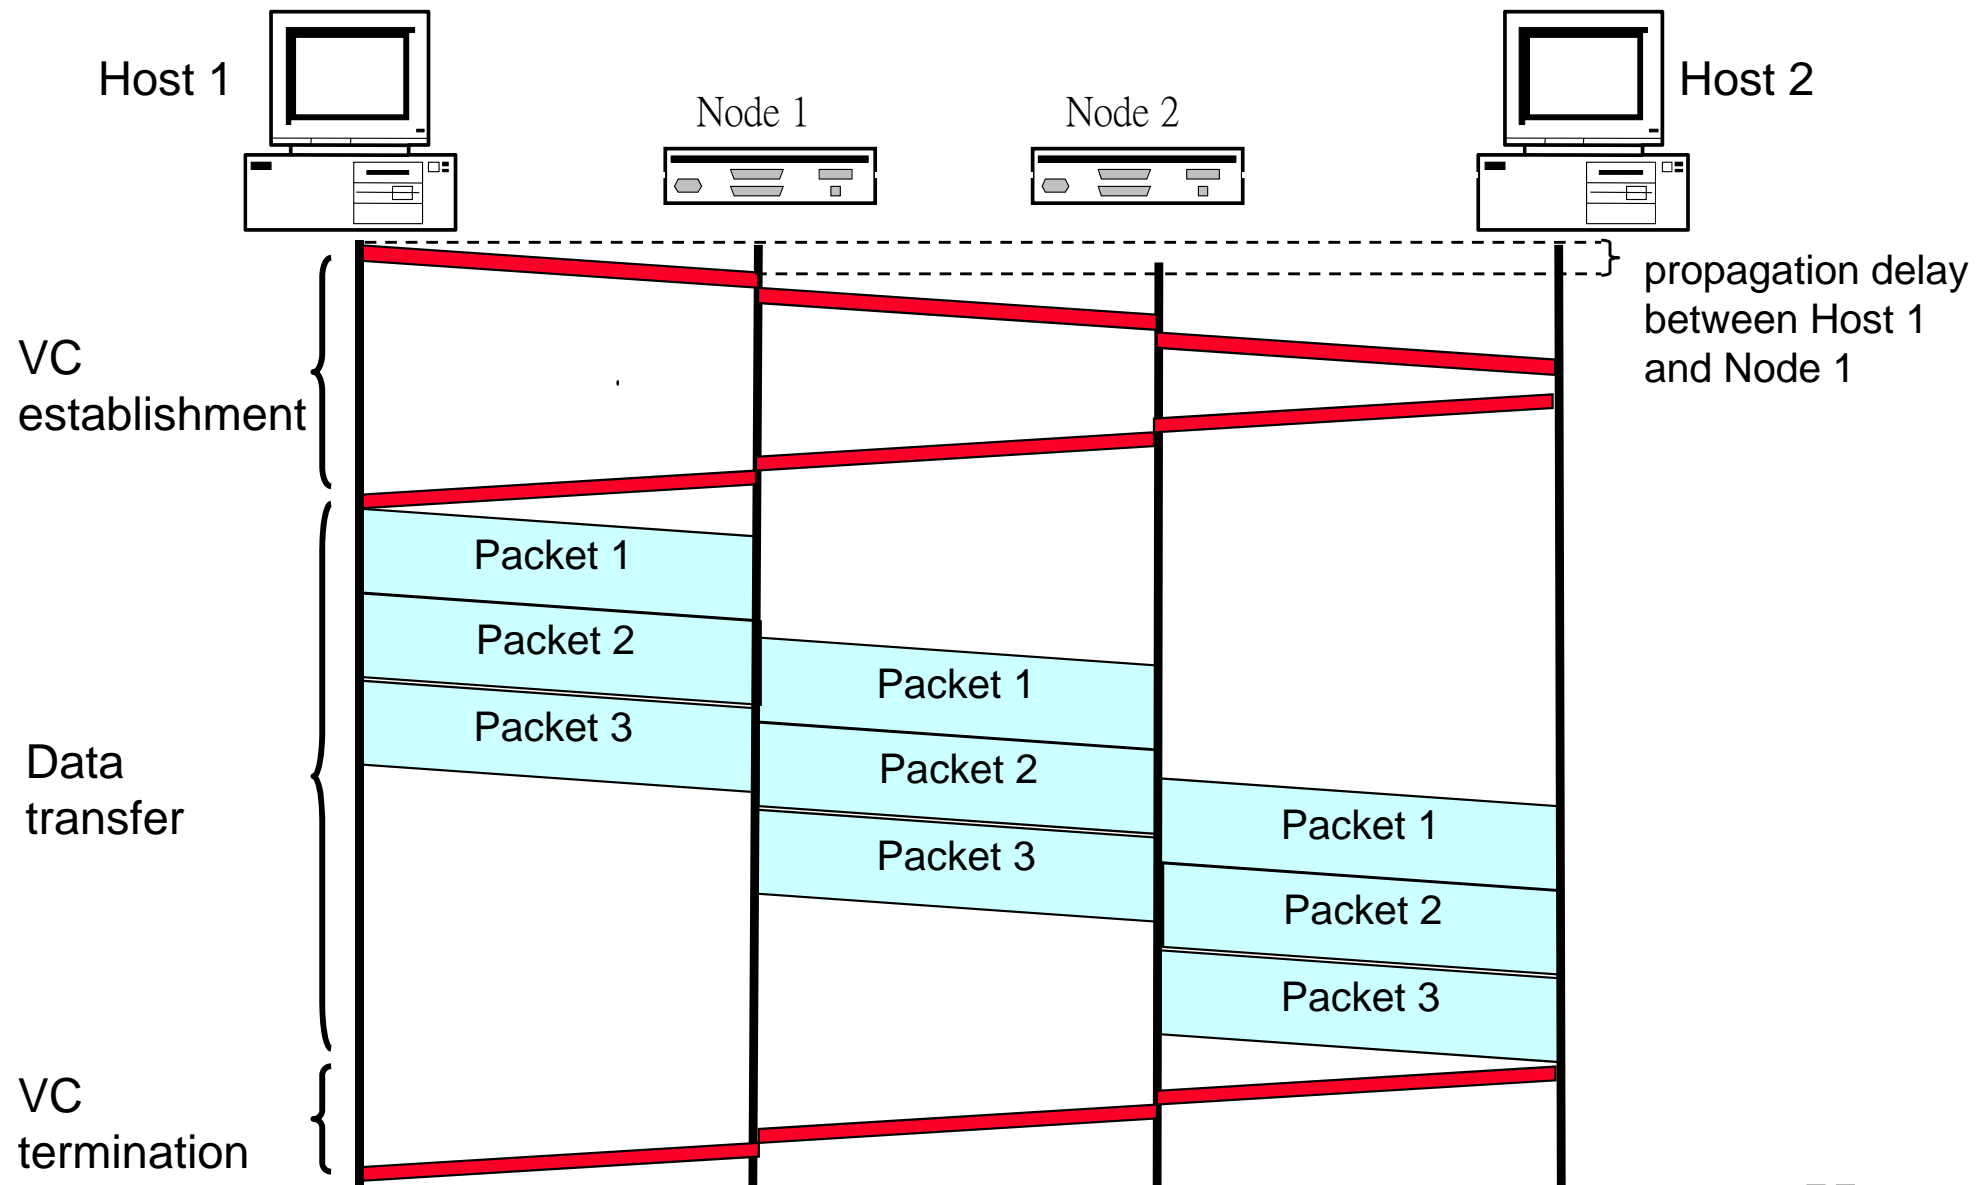 Host 1
Node 1
Node 2
Host 2
propagation delay
between Host 1
and Node 1
VC
establishment
Packet 1
Packet 2
Packet 3
Packet 1
Packet 2
Packet 3
Data
transfer
Packet 1
Packet 2
Packet 3
VC
termination